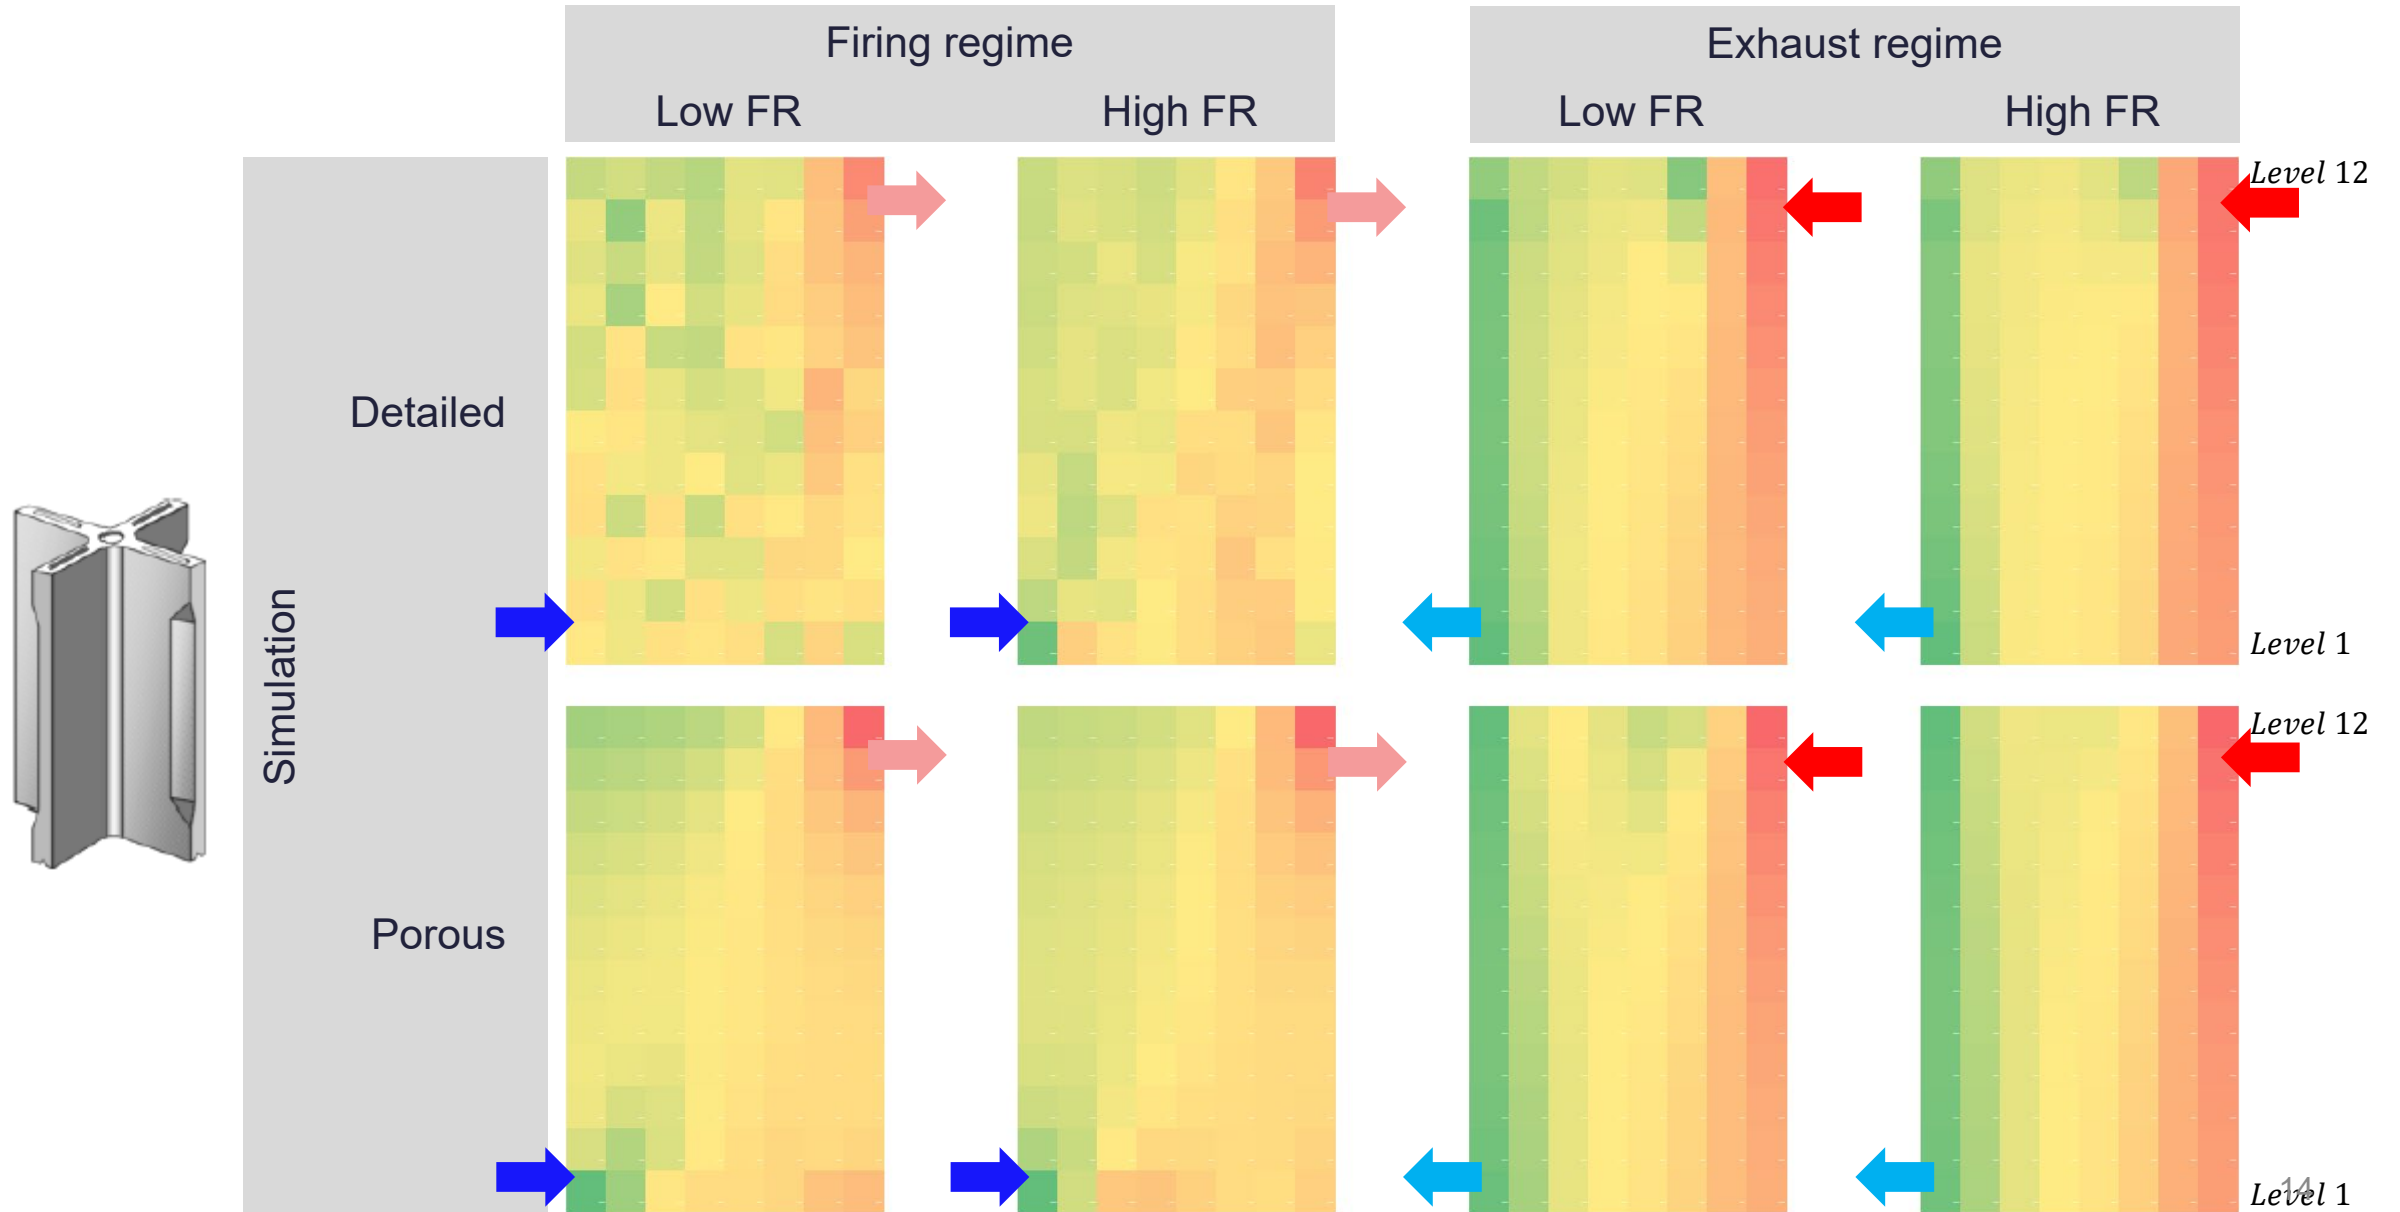 Firing regime
Exhaust regime
Low FR
High FR
Low FR
High FR
Level 12
Detailed
Level 1
Simulation
Level 12
Porous
Level 1
14